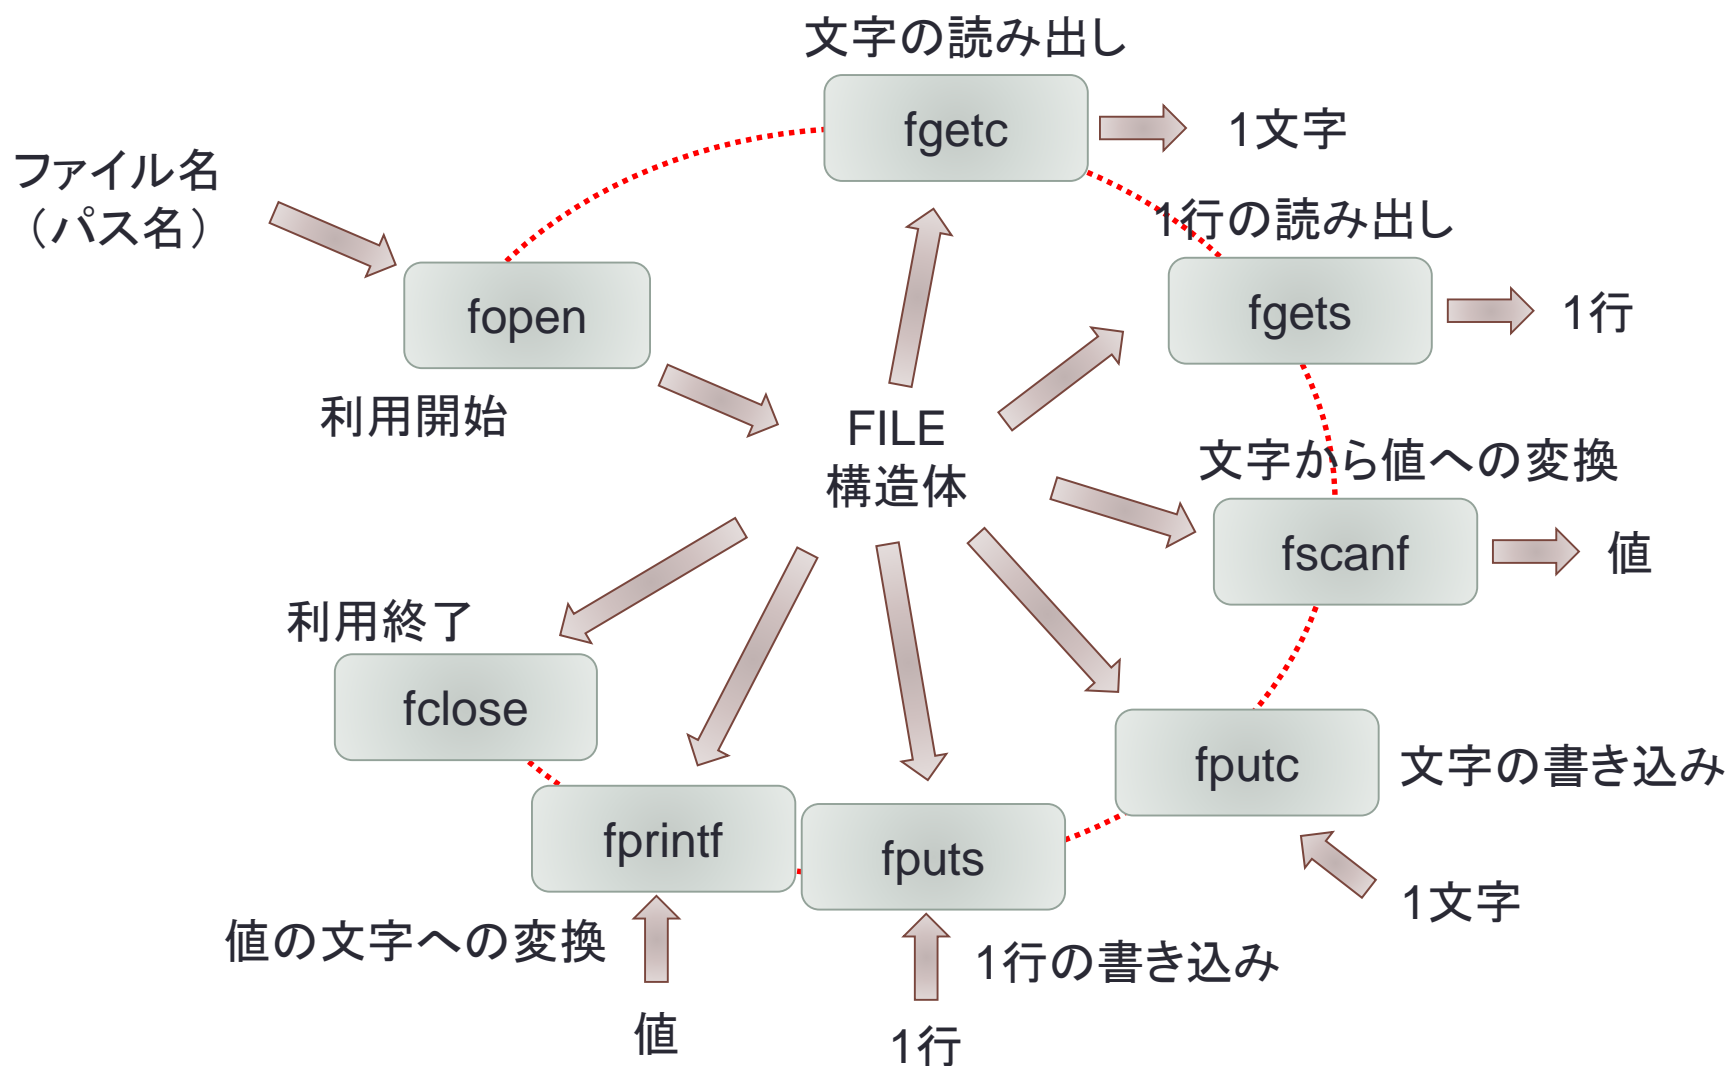 文字の読み出し
fgetc
1文字
ファイル名
（パス名）
1行の読み出し
fopen
fgets
1行
利用開始
FILE
構造体
文字から値への変換
fscanf
値
利用終了
fclose
fputc
文字の書き込み
fprintf
fputs
1文字
値の文字への変換
1行の書き込み
値
1行